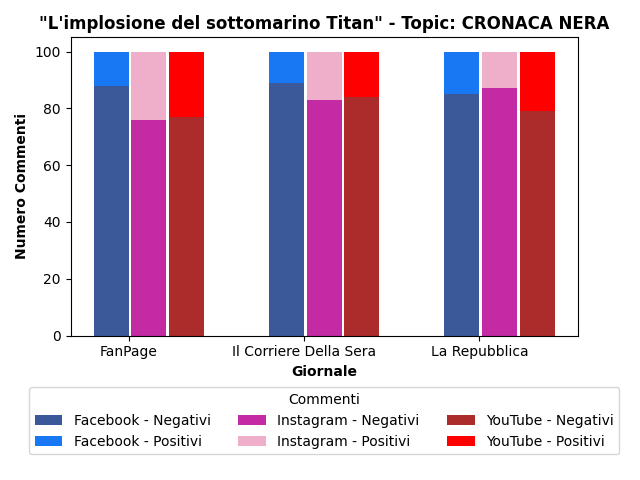 "L'implosione del sottomarino Titan" - Topic: CRONACA NERA
100
80
60
40
20
0
Numero Commenti
FanPage
Il Corriere Della Sera
La Repubblica
Giornale
Commenti
Facebook - Negativi
Instagram - Negativi
YouTube - Negativi
Facebook - Positivi
Instagram - Positivi
YouTube - Positivi